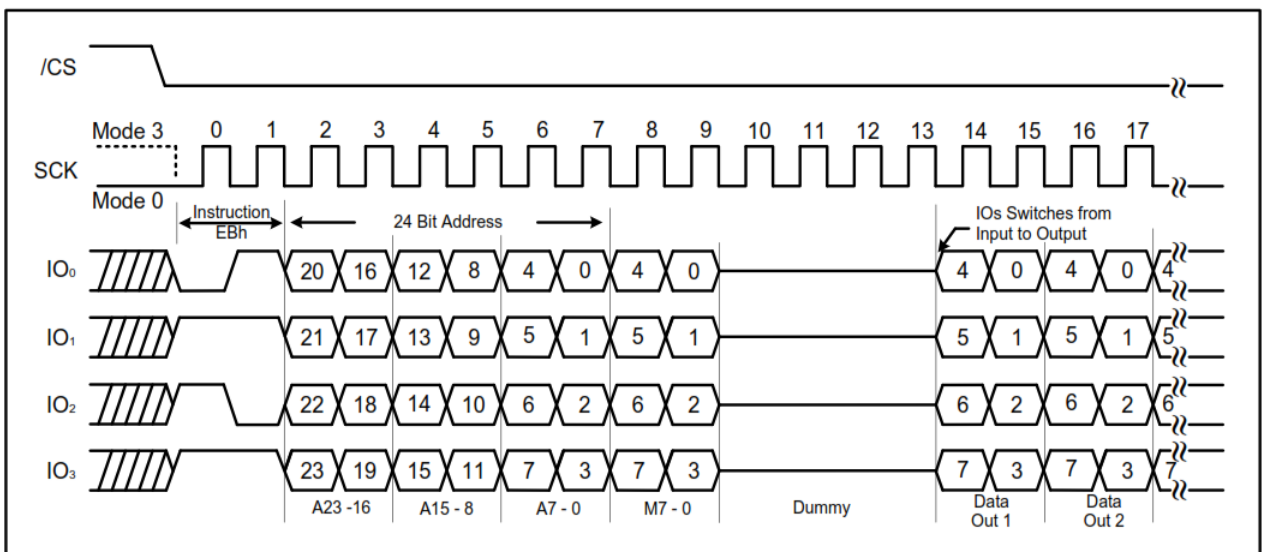 /CS
Mode 3 0 1 2 3 4 5 6 7 8 9 10 11 12 13 14 15 16 17
SCK
Mode 0
Instruction
EBh
24 Bit Address
IOs Switches from
Input to Output
IO₀ 20 16 12 8 4 0 4 0 4 0 4 0 4
IO₁ 21 17 13 9 5 1 5 1 5 1 5 1 5
IO₂ 22 18 14 10 6 2 6 2 6 2 6 2 6
IO₃ 23 19 15 11 7 3 7 3 7 3 7 3 7
A23 -16 A15 - 8 A7 - 0 M7 - 0 Dummy
Data
Out 1
Data
Out 2